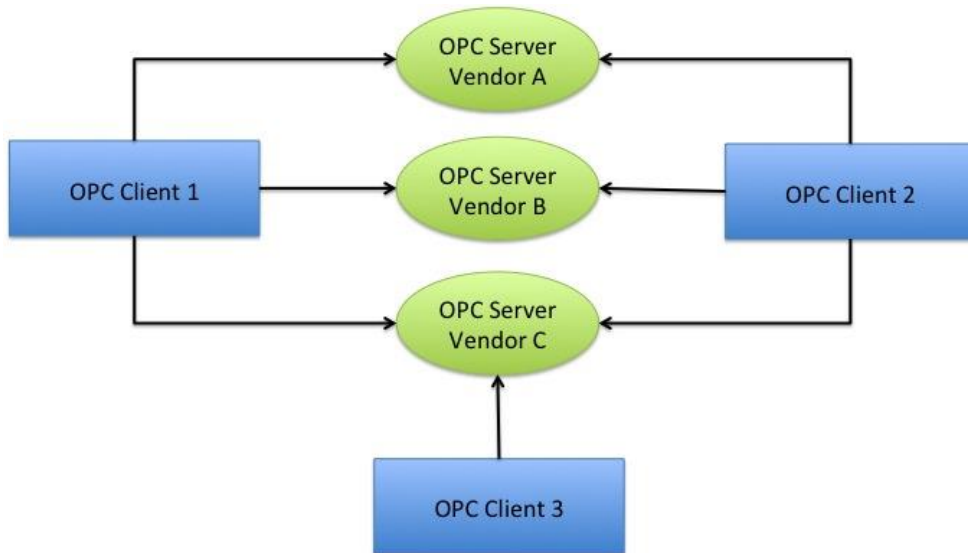 OPC Server
Vendor A
OPC Client 1
OPC Server
Vendor B
OPC Client 2
OPC Server
Vendor C
OPC Client 3